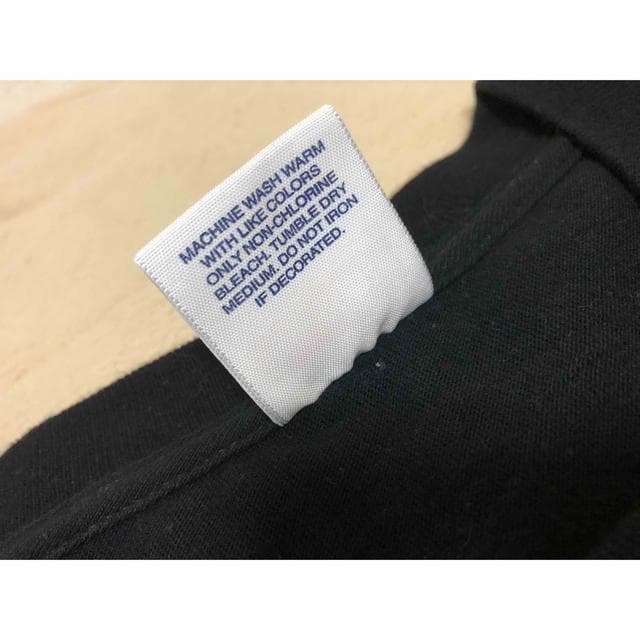 MACHINE WASH WARM
WITH LIKE COLORS
ONLY NON-CHLORINE
BLEACH. TUMBLE DRY
MEDIUM. DO NOT IRON
IF DECORATED.